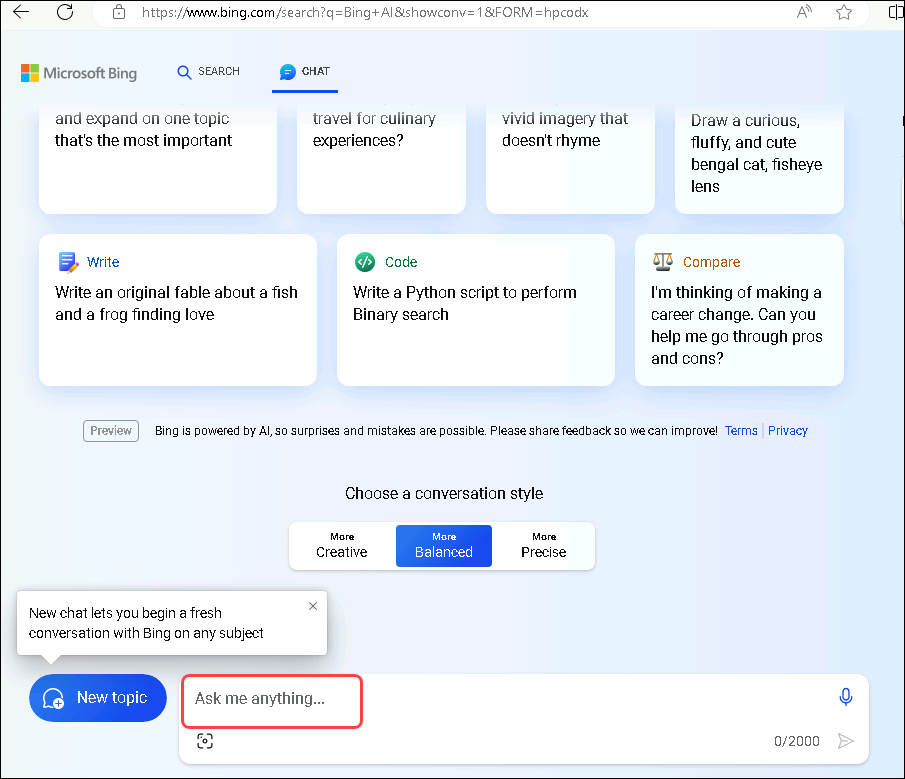 https://www.bing.com/search?q=Bing+AI&showconv=1&FORM=hpcodx
Microsoft Bing
SEARCH
CHAT
and expand on one topic
that's the most important
travel for culinary
experiences?
vivid imagery that
doesn't rhyme
Draw a curious,
fluffy, and cute
bengal cat, fisheye
lens
Write
Write an original fable about a fish
and a frog finding love
Code
Write a Python script to perform
Binary search
Compare
I'm thinking of making a
career change. Can you
help me go through pros
and cons?
Preview
Bing is powered by AI, so surprises and mistakes are possible. Please share feedback so we can improve! Terms | Privacy
Choose a conversation style
More
Creative
More
Balanced
More
Precise
New chat lets you begin a fresh
conversation with Bing on any subject
New topic
Ask me anything...
0/2000